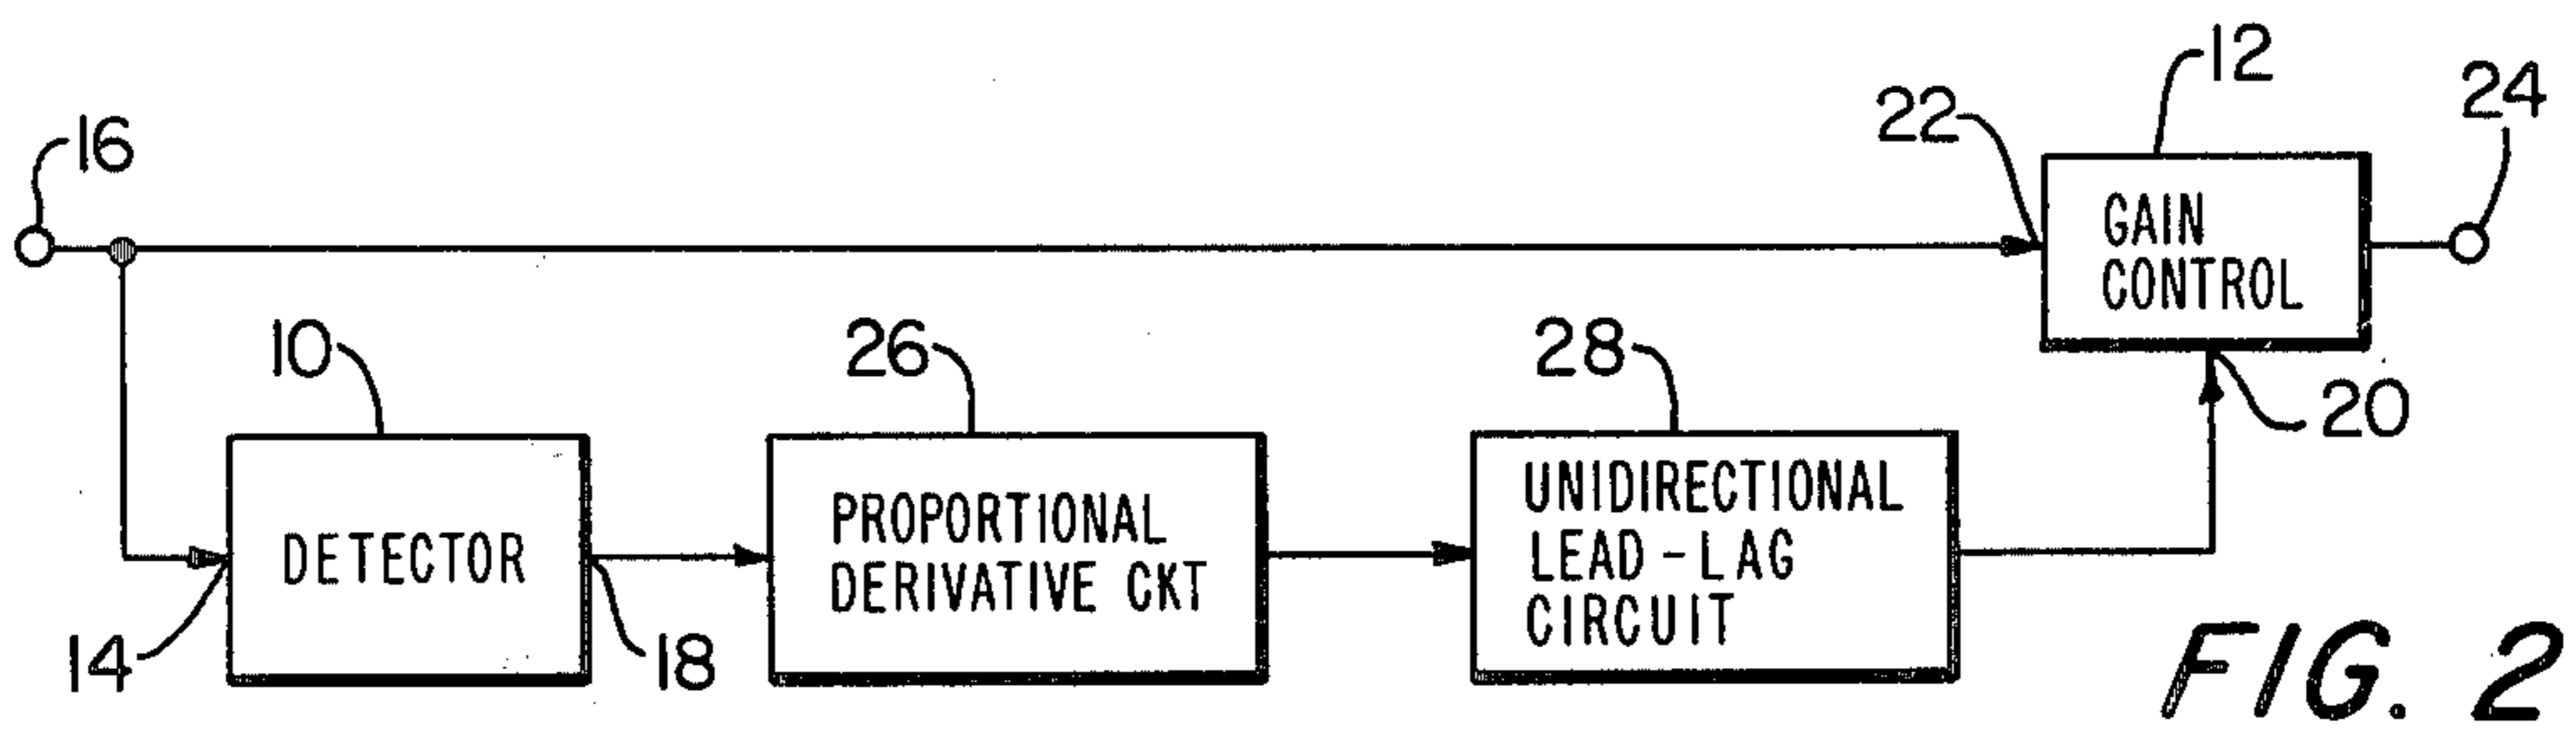 12
24
22
16
GAIN
CONTROL
10
26
28
20
DETECTOR
PROPORTIONAL
DERIVATIVE CKT
UNIDIRECTIONAL
LEAD-LAG
CIRCUIT
14
18
FIG. 2